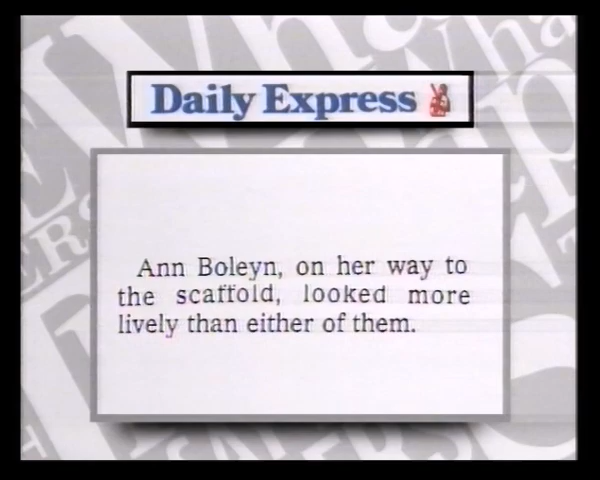 Daily Express
Ann Boleyn, on her way to
the scaffold, looked more
lively than either of them.